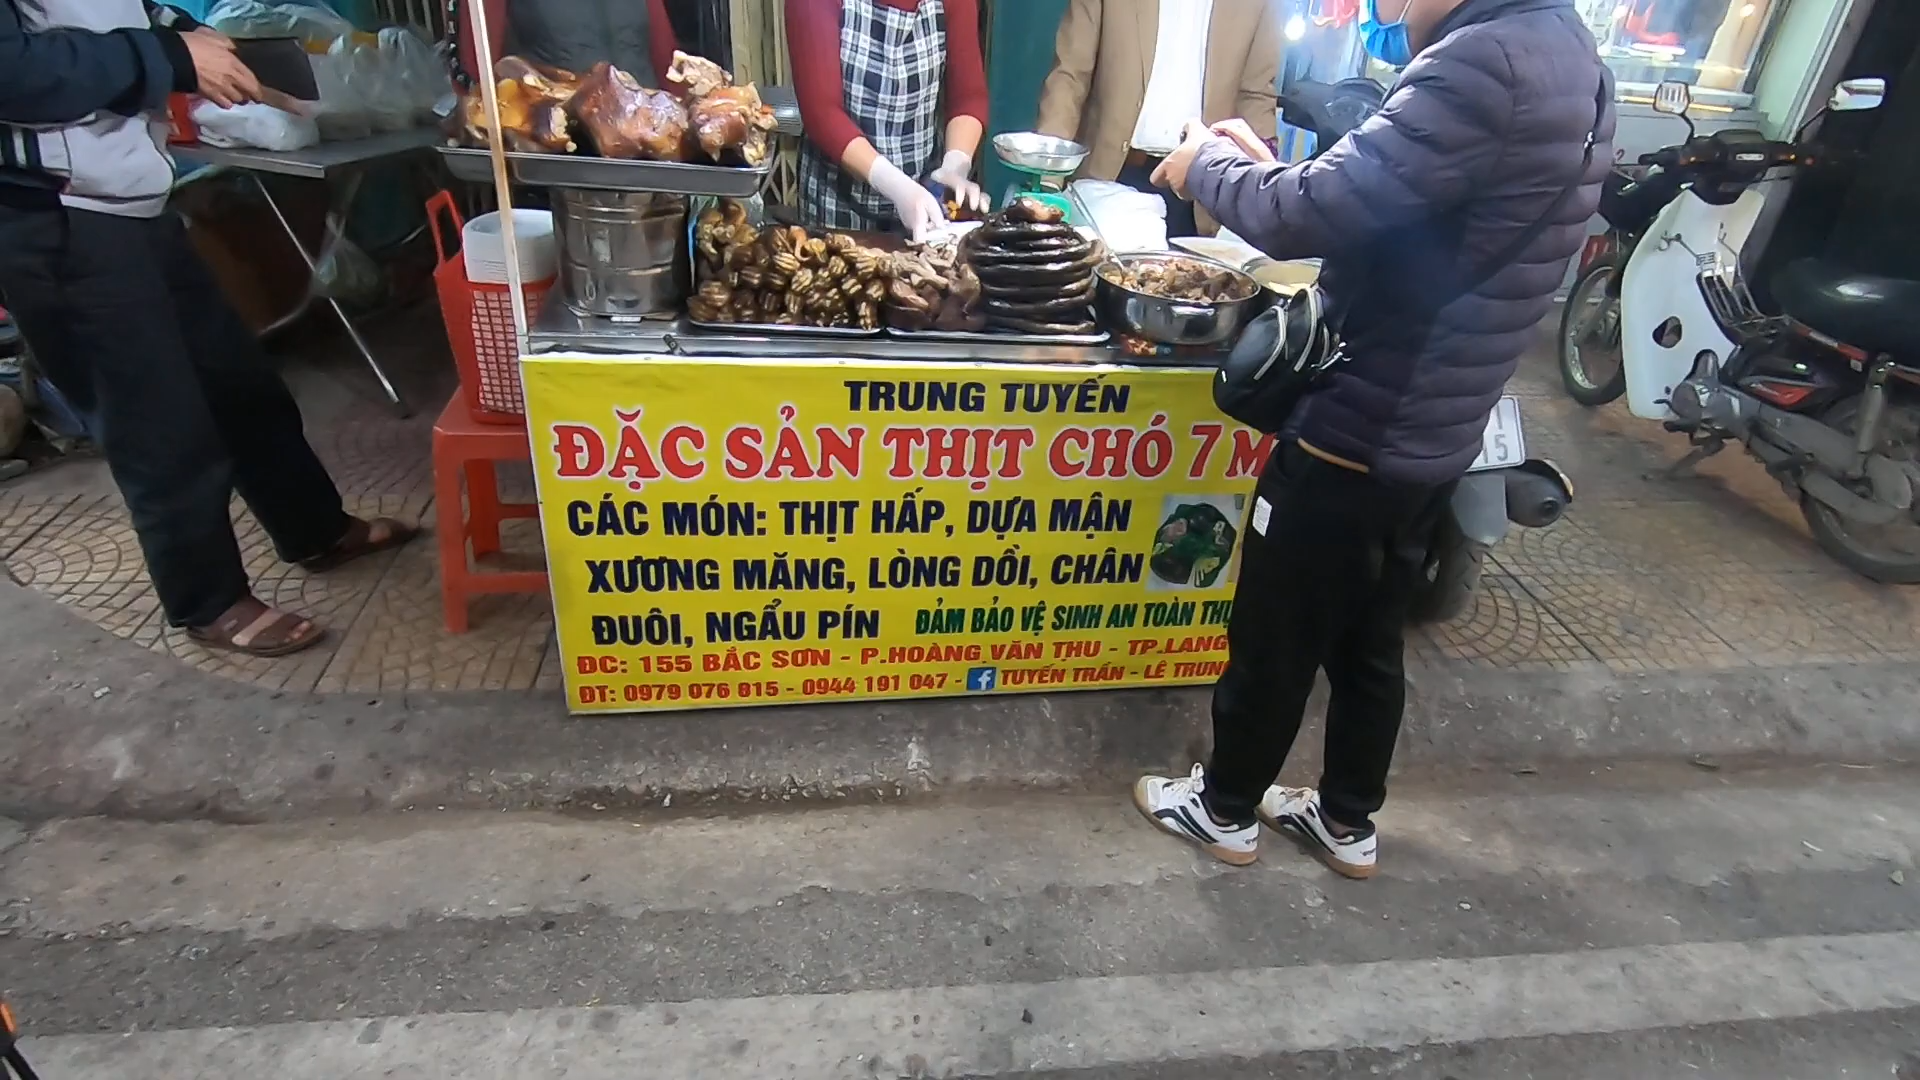 TRUNG TUYẾN
ĐẶC SẢN THỊT CHÓ 7 M
CÁC MÓN: THỊT HẤP, DỰA MẬN
XƯƠNG MĂNG, LÒNG DỒI, CHÂN
ĐUÔI, NGẨU PÍN ĐẢM BẢO VỆ SINH AN TOÀN THỰ
ĐC: 155 BẮC SƠN - P.HOÀNG VĂN THỤ - TP.LẠNG
ĐT: 0979 076 815 - 0944 191 047 - TUYẾN TRẦN - LÊ TRUNG